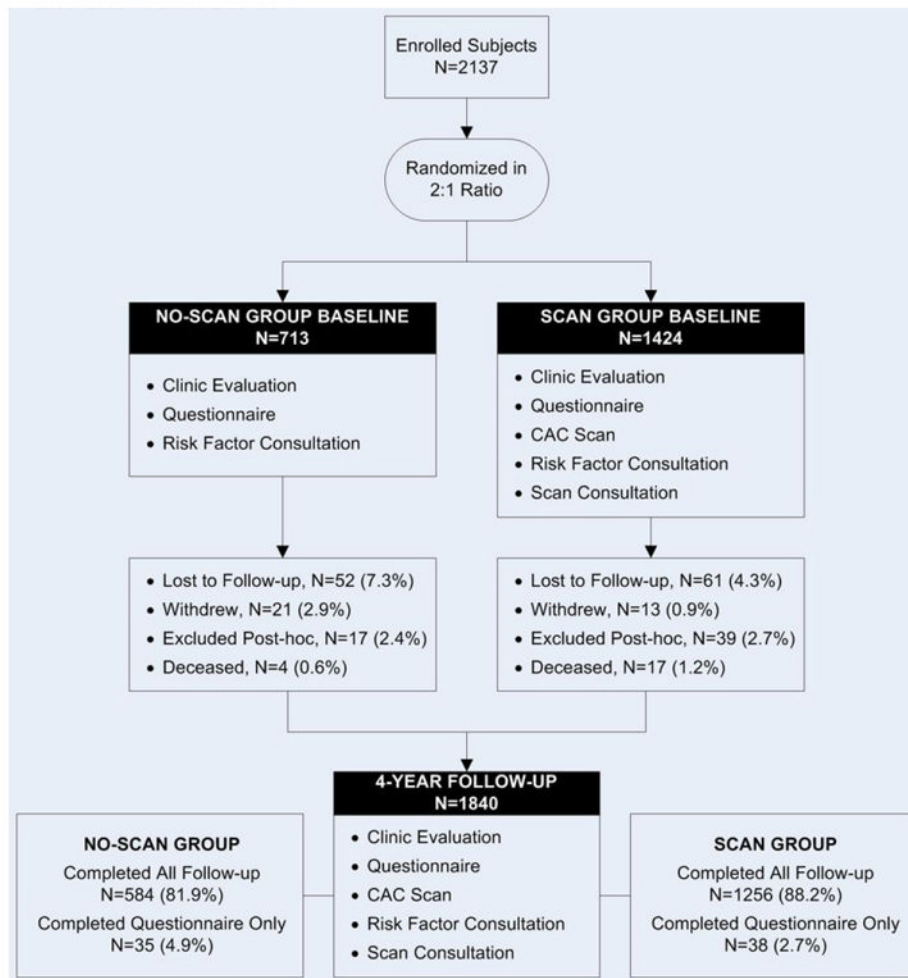 Enrolled Subjects
N=2137
Randomized in
2:1 Ratio
NO-SCAN GROUP BASELINE
N=713
• Clinic Evaluation
• Questionnaire
• Risk Factor Consultation
SCAN GROUP BASELINE
N=1424
• Clinic Evaluation
• Questionnaire
• CAC Scan
• Risk Factor Consultation
• Scan Consultation
• Lost to Follow-up, N=52 (7.3%)
• Withdrew, N=21 (2.9%)
• Excluded Post-hoc, N=17 (2.4%)
• Deceased, N=4 (0.6%)
• Lost to Follow-up, N=61 (4.3%)
• Withdrew, N=13 (0.9%)
• Excluded Post-hoc, N=39 (2.7%)
• Deceased, N=17 (1.2%)
4-YEAR FOLLOW-UP
N=1840
• Clinic Evaluation
• Questionnaire
• CAC Scan
• Risk Factor Consultation
• Scan Consultation
NO-SCAN GROUP
Completed All Follow-up
N=584 (81.9%)
Completed Questionnaire Only
N=35 (4.9%)
SCAN GROUP
Completed All Follow-up
N=1256 (88.2%)
Completed Questionnaire Only
N=38 (2.7%)